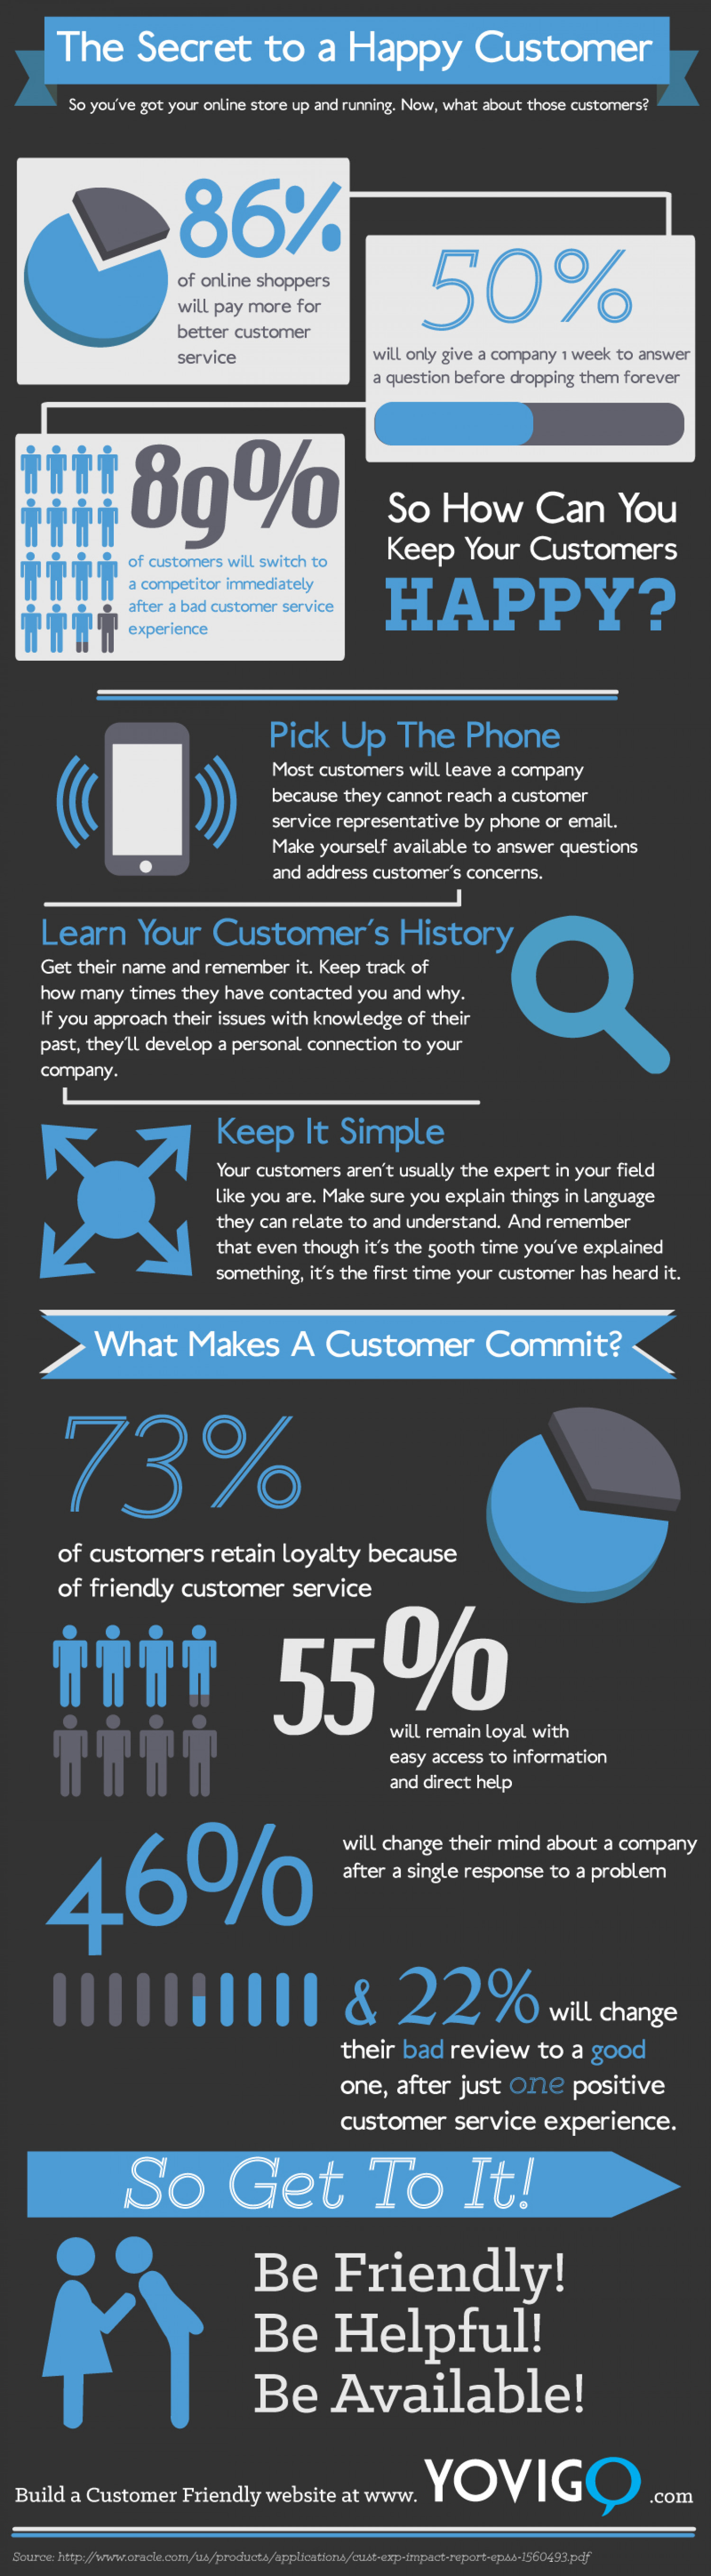 The Secret to a Happy Customer
So you've got your online store up and running. Now, what about those customers?
86%
of online shoppers
will pay more for
better customer
service
50%
will only give a company 1 week to answer
a question before dropping them forever
89%
of customers will switch to
a competitor immediately
after a bad customer service
experience
So How Can You
Keep Your Customers
HAPPY?
Pick Up The Phone
Most customers will leave a company
because they cannot reach a customer
service representative by phone or email.
Make yourself available to answer questions
and address customer's concerns.
Learn Your Customer's History
Get their name and remember it. Keep track of
how many times they have contacted you and why.
If you approach their issues with knowledge of their
past, they'll develop a personal connection to your
company.
Keep It Simple
Your customers aren't usually the expert in your field
like you are. Make sure you explain things in language
they can relate to and understand. And remember
that even though it's the 500th time you've explained
something, it's the first time your customer has heard it.
What Makes A Customer Commit?
73%
of customers retain loyalty because
of friendly customer service
55%
will remain loyal with
easy access to information
and direct help
46%
will change their mind about a company
after a single response to a problem
& 22% will change
their bad review to a good
one, after just one positive
customer service experience.
So Get To It!
Be Friendly!
Be Helpful!
Be Available!
Build a Customer Friendly website at www. YOVIGO .com
Source: http://www.oracle.com/us/products/applications/cust-exp-impact-report-epss-1560493.pdf